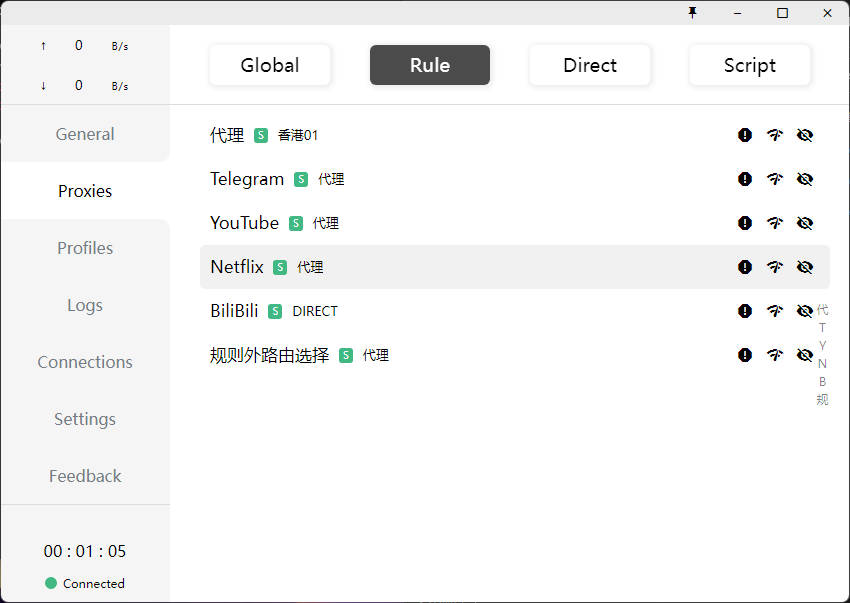 ↑ 0 B/s
↓ 0 B/s
General
Proxies
Profiles
Logs
Connections
Settings
Feedback
00 : 01 : 05
Connected
Global Rule Direct Script
代理 S 香港01
Telegram S 代理
YouTube S 代理
Netflix S 代理
BiliBili S DIRECT
规则外路由选择 S 代理
代
T
Y
N
B
规